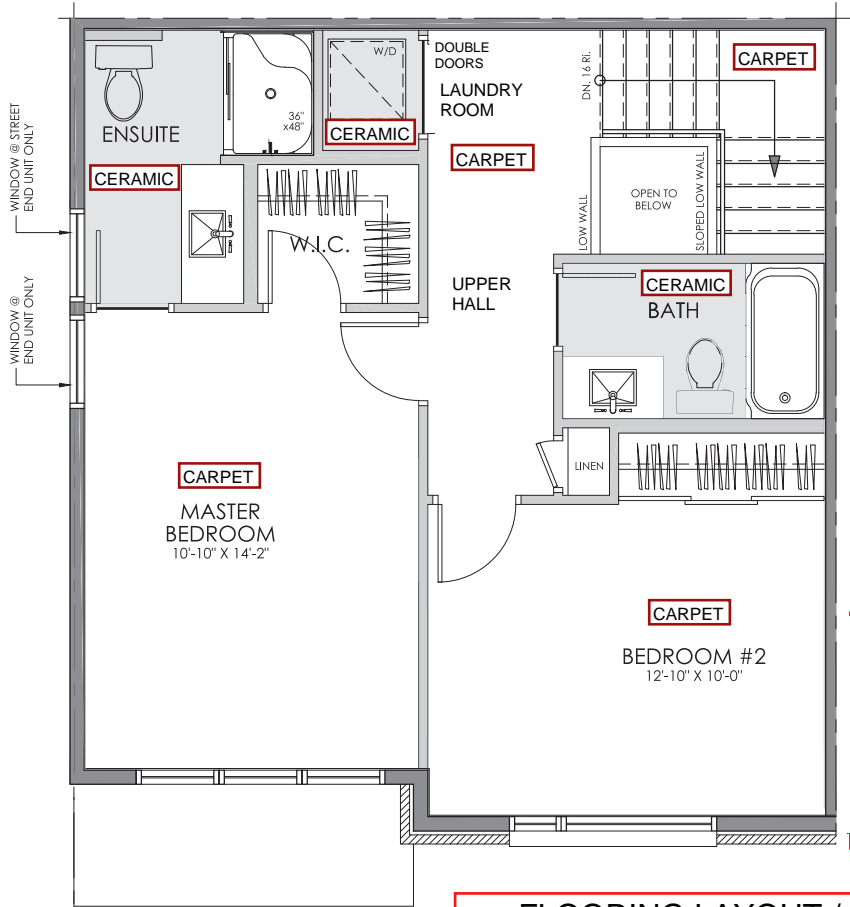 W/D
DOUBLE
DOORS
LAUNDRY
ROOM
DN. 16 RI.
CARPET
36"
x48"
ENSUITE
CERAMIC
CARPET
WINDOW @ STREET
END UNIT ONLY
CERAMIC
LOW WALL
OPEN TO
BELOW
SLOPED LOW WALL
W.I.C.
UPPER
HALL
CERAMIC
BATH
WINDOW @
END UNIT ONLY
LINEN
CARPET
MASTER
BEDROOM
10'-10" X 14'-2"
CARPET
BEDROOM #2
12'-10" X 10'-0"
FLOORING LAYOUT /